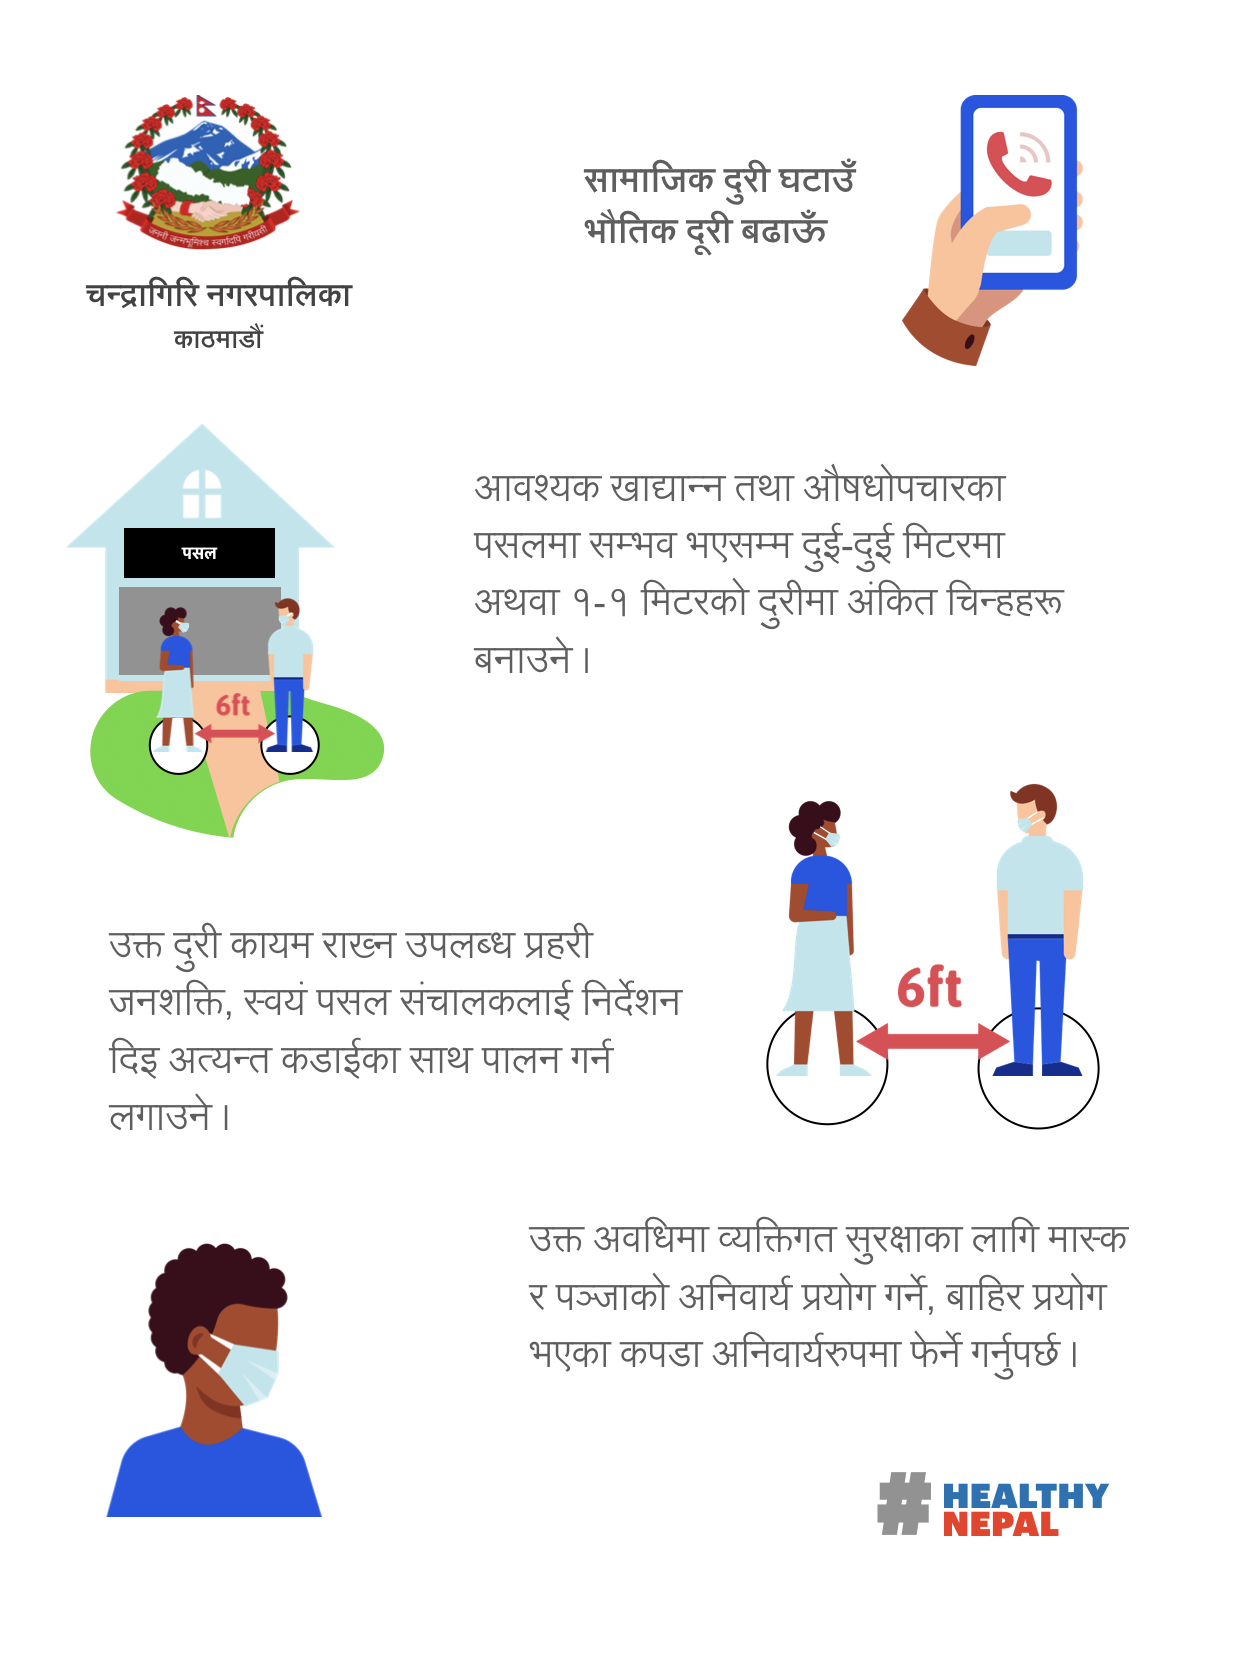 जननी जन्मभूमिश्च स्वर्गादपि गरीयसी
चन्द्रागिरि नगरपालिका
काठमाडौं
सामाजिक दुरी घटाउँ
भौतिक दूरी बढाऊँ
पसल
6ft
आवश्यक खाद्यान्न तथा औषधोपचारका
पसलमा सम्भव भएसम्म दुई-दुई मिटरमा
अथवा १-१ मिटरको दुरीमा अंकित चिन्हहरू
बनाउने ।
उक्त दुरी कायम राख्न उपलब्ध प्रहरी
जनशक्ति, स्वयं पसल संचालकलाई निर्देशन
दिइ अत्यन्त कडाईका साथ पालन गर्न
लगाउने ।
6ft
उक्त अवधिमा व्यक्तिगत सुरक्षाका लागि मास्क
र पञ्जाको अनिवार्य प्रयोग गर्ने, बाहिर प्रयोग
भएका कपडा अनिवार्यरुपमा फेर्ने गर्नुपर्छ ।
# HEALTHY
NEPAL